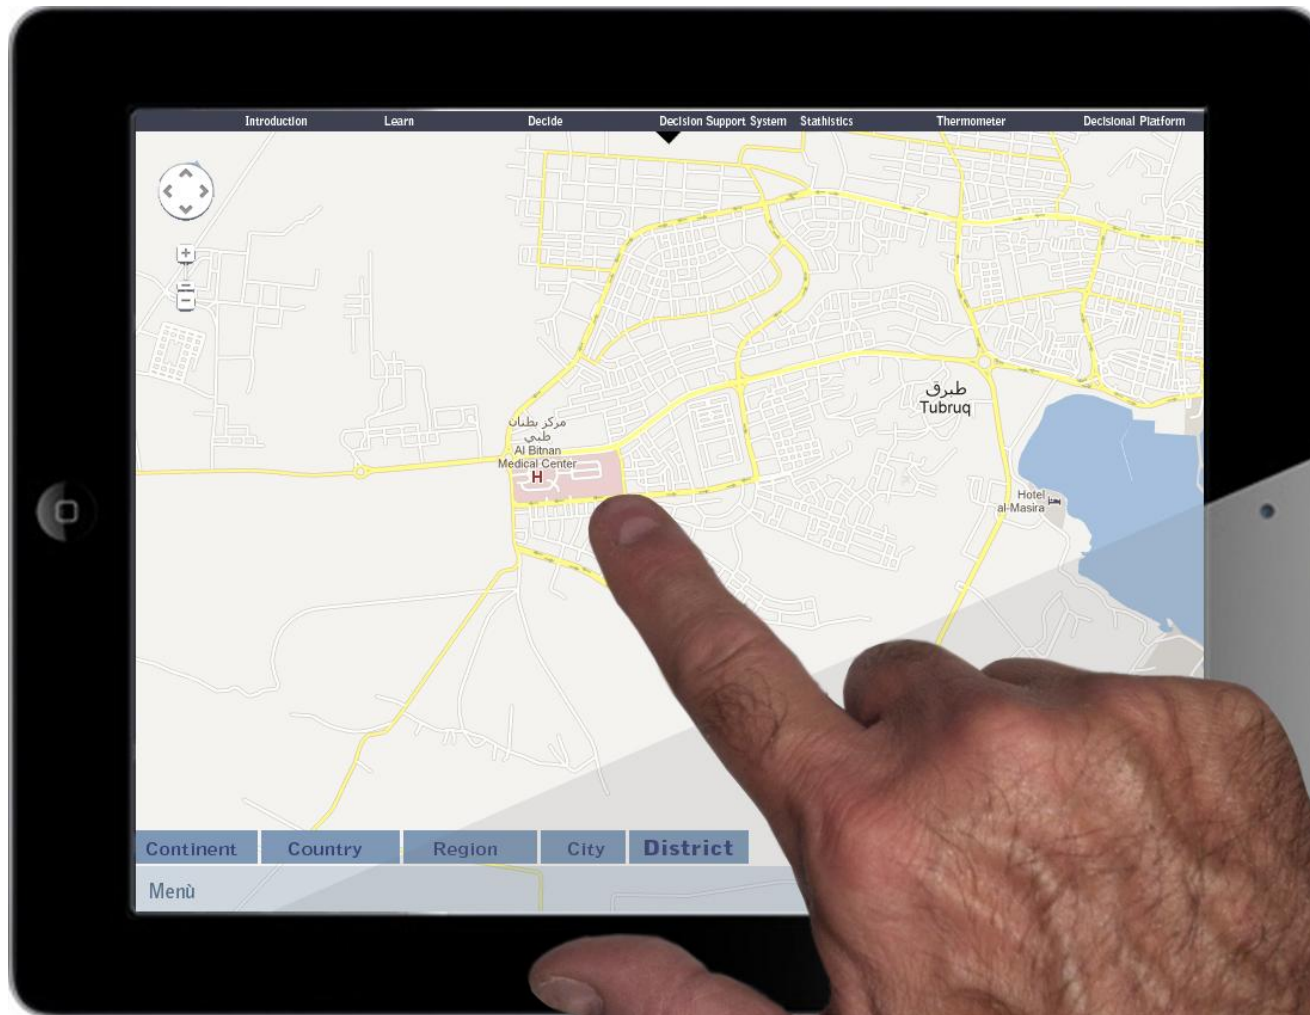 Introduction
Learn
Decide
Decision Support System
Stathistics
Thermometer
Decisional Platform
طبرق
Tubruq
مركز بطنان
طبي
Al Bitnan
Medical Center
H
Hotel
al-Masira
Continent
Country
Region
City
District
Menù